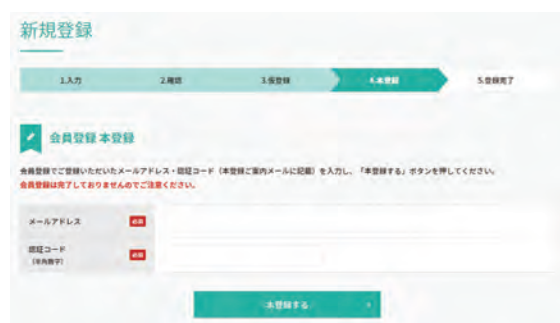 新規登録
1.入力 2.確認 3.仮登録 4.本登録 5.登録完了
会員登録 本登録
会員登録でご登録いただいたメールアドレス・認証コード（本登録ご案内メールに記載）を入力し、「本登録する」ボタンを押してください。
会員登録は完了しておりませんのでご注意ください。
メールアドレス 必須
認証コード 必須
（半角数字）
本登録する